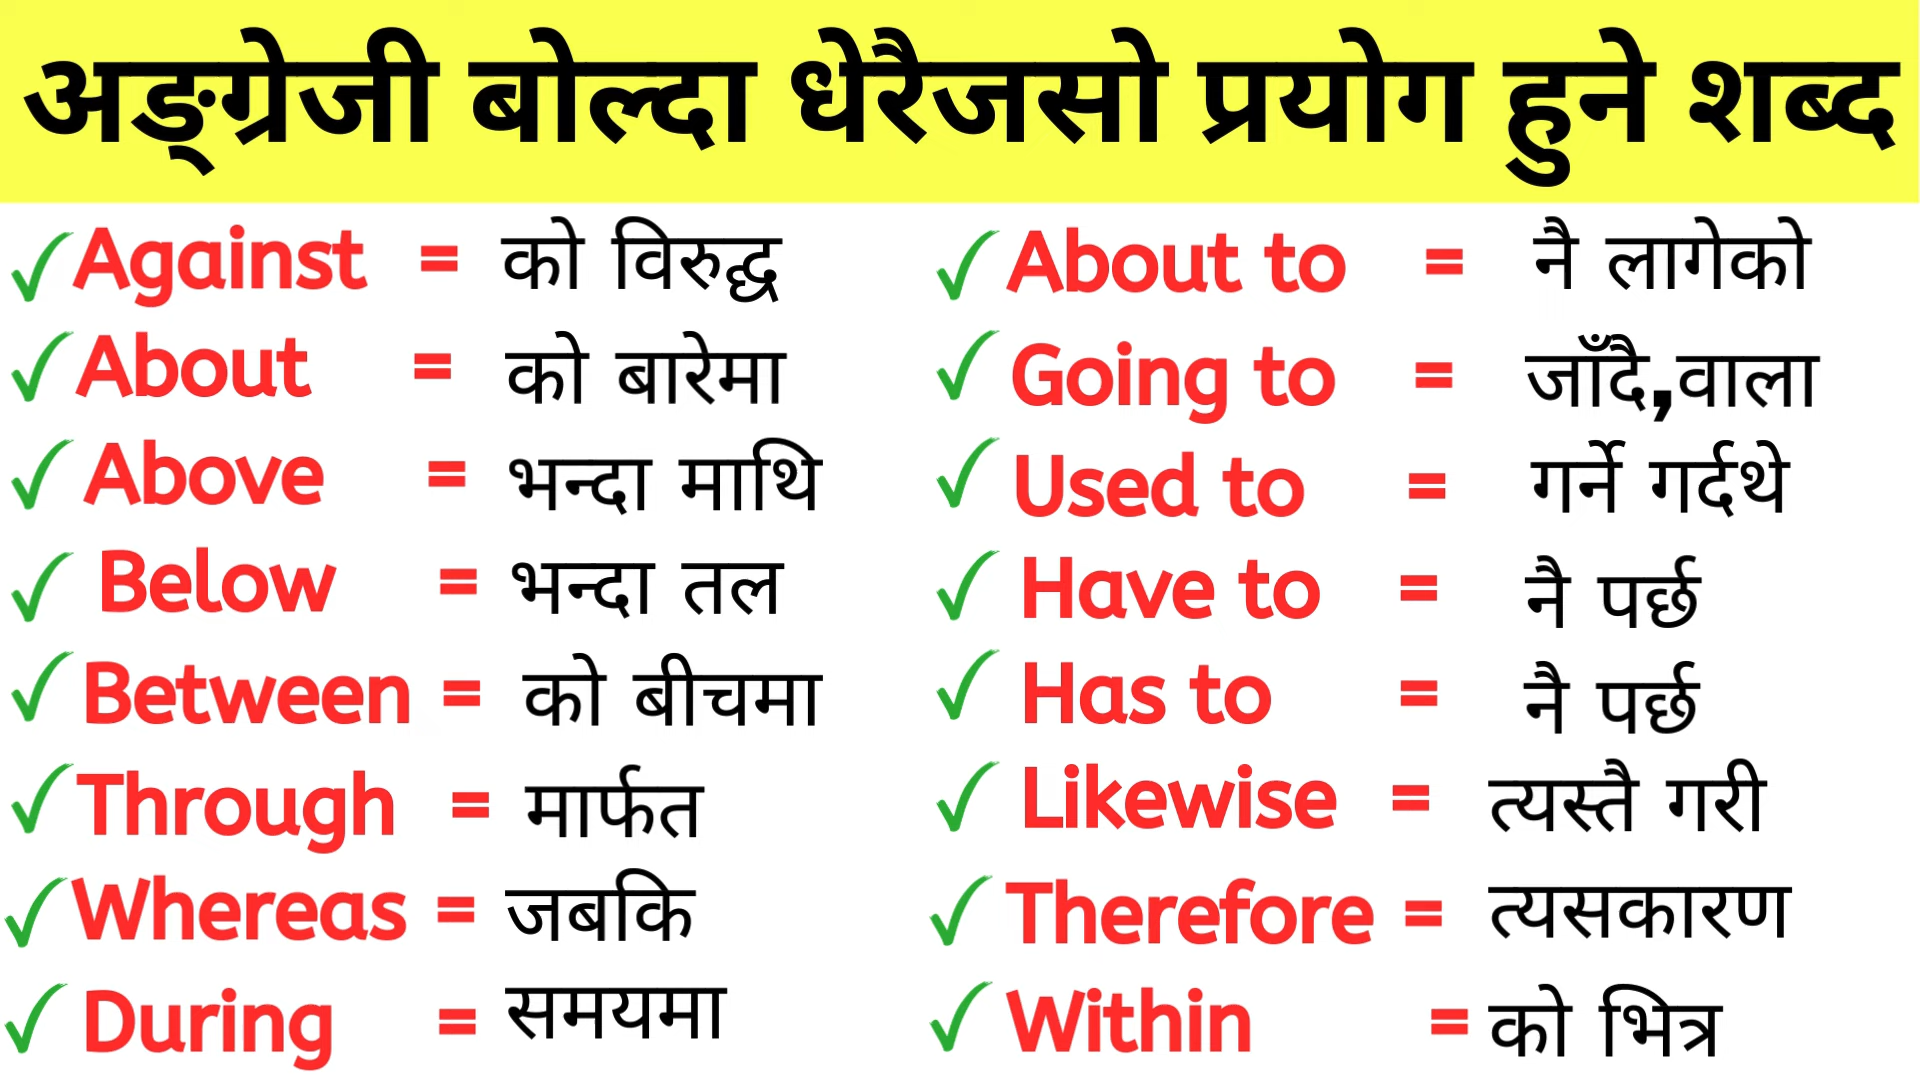 अङ्ग्रेजी बोल्दा धेरैजसो प्रयोग हुने शब्द
Against = को विरुद्ध
About = को बारेमा
Above = भन्दा माथि
Below = भन्दा तल
Between = को बीचमा
Through = मार्फत
Whereas = जबकि
During = समयमा
About to = नै लागेको
Going to = जाँदै,वाला
Used to = गर्ने गर्दथे
Have to = नै पर्छ
Has to = नै पर्छ
Likewise = त्यस्तै गरी
Therefore = त्यसकारण
Within = को भित्र